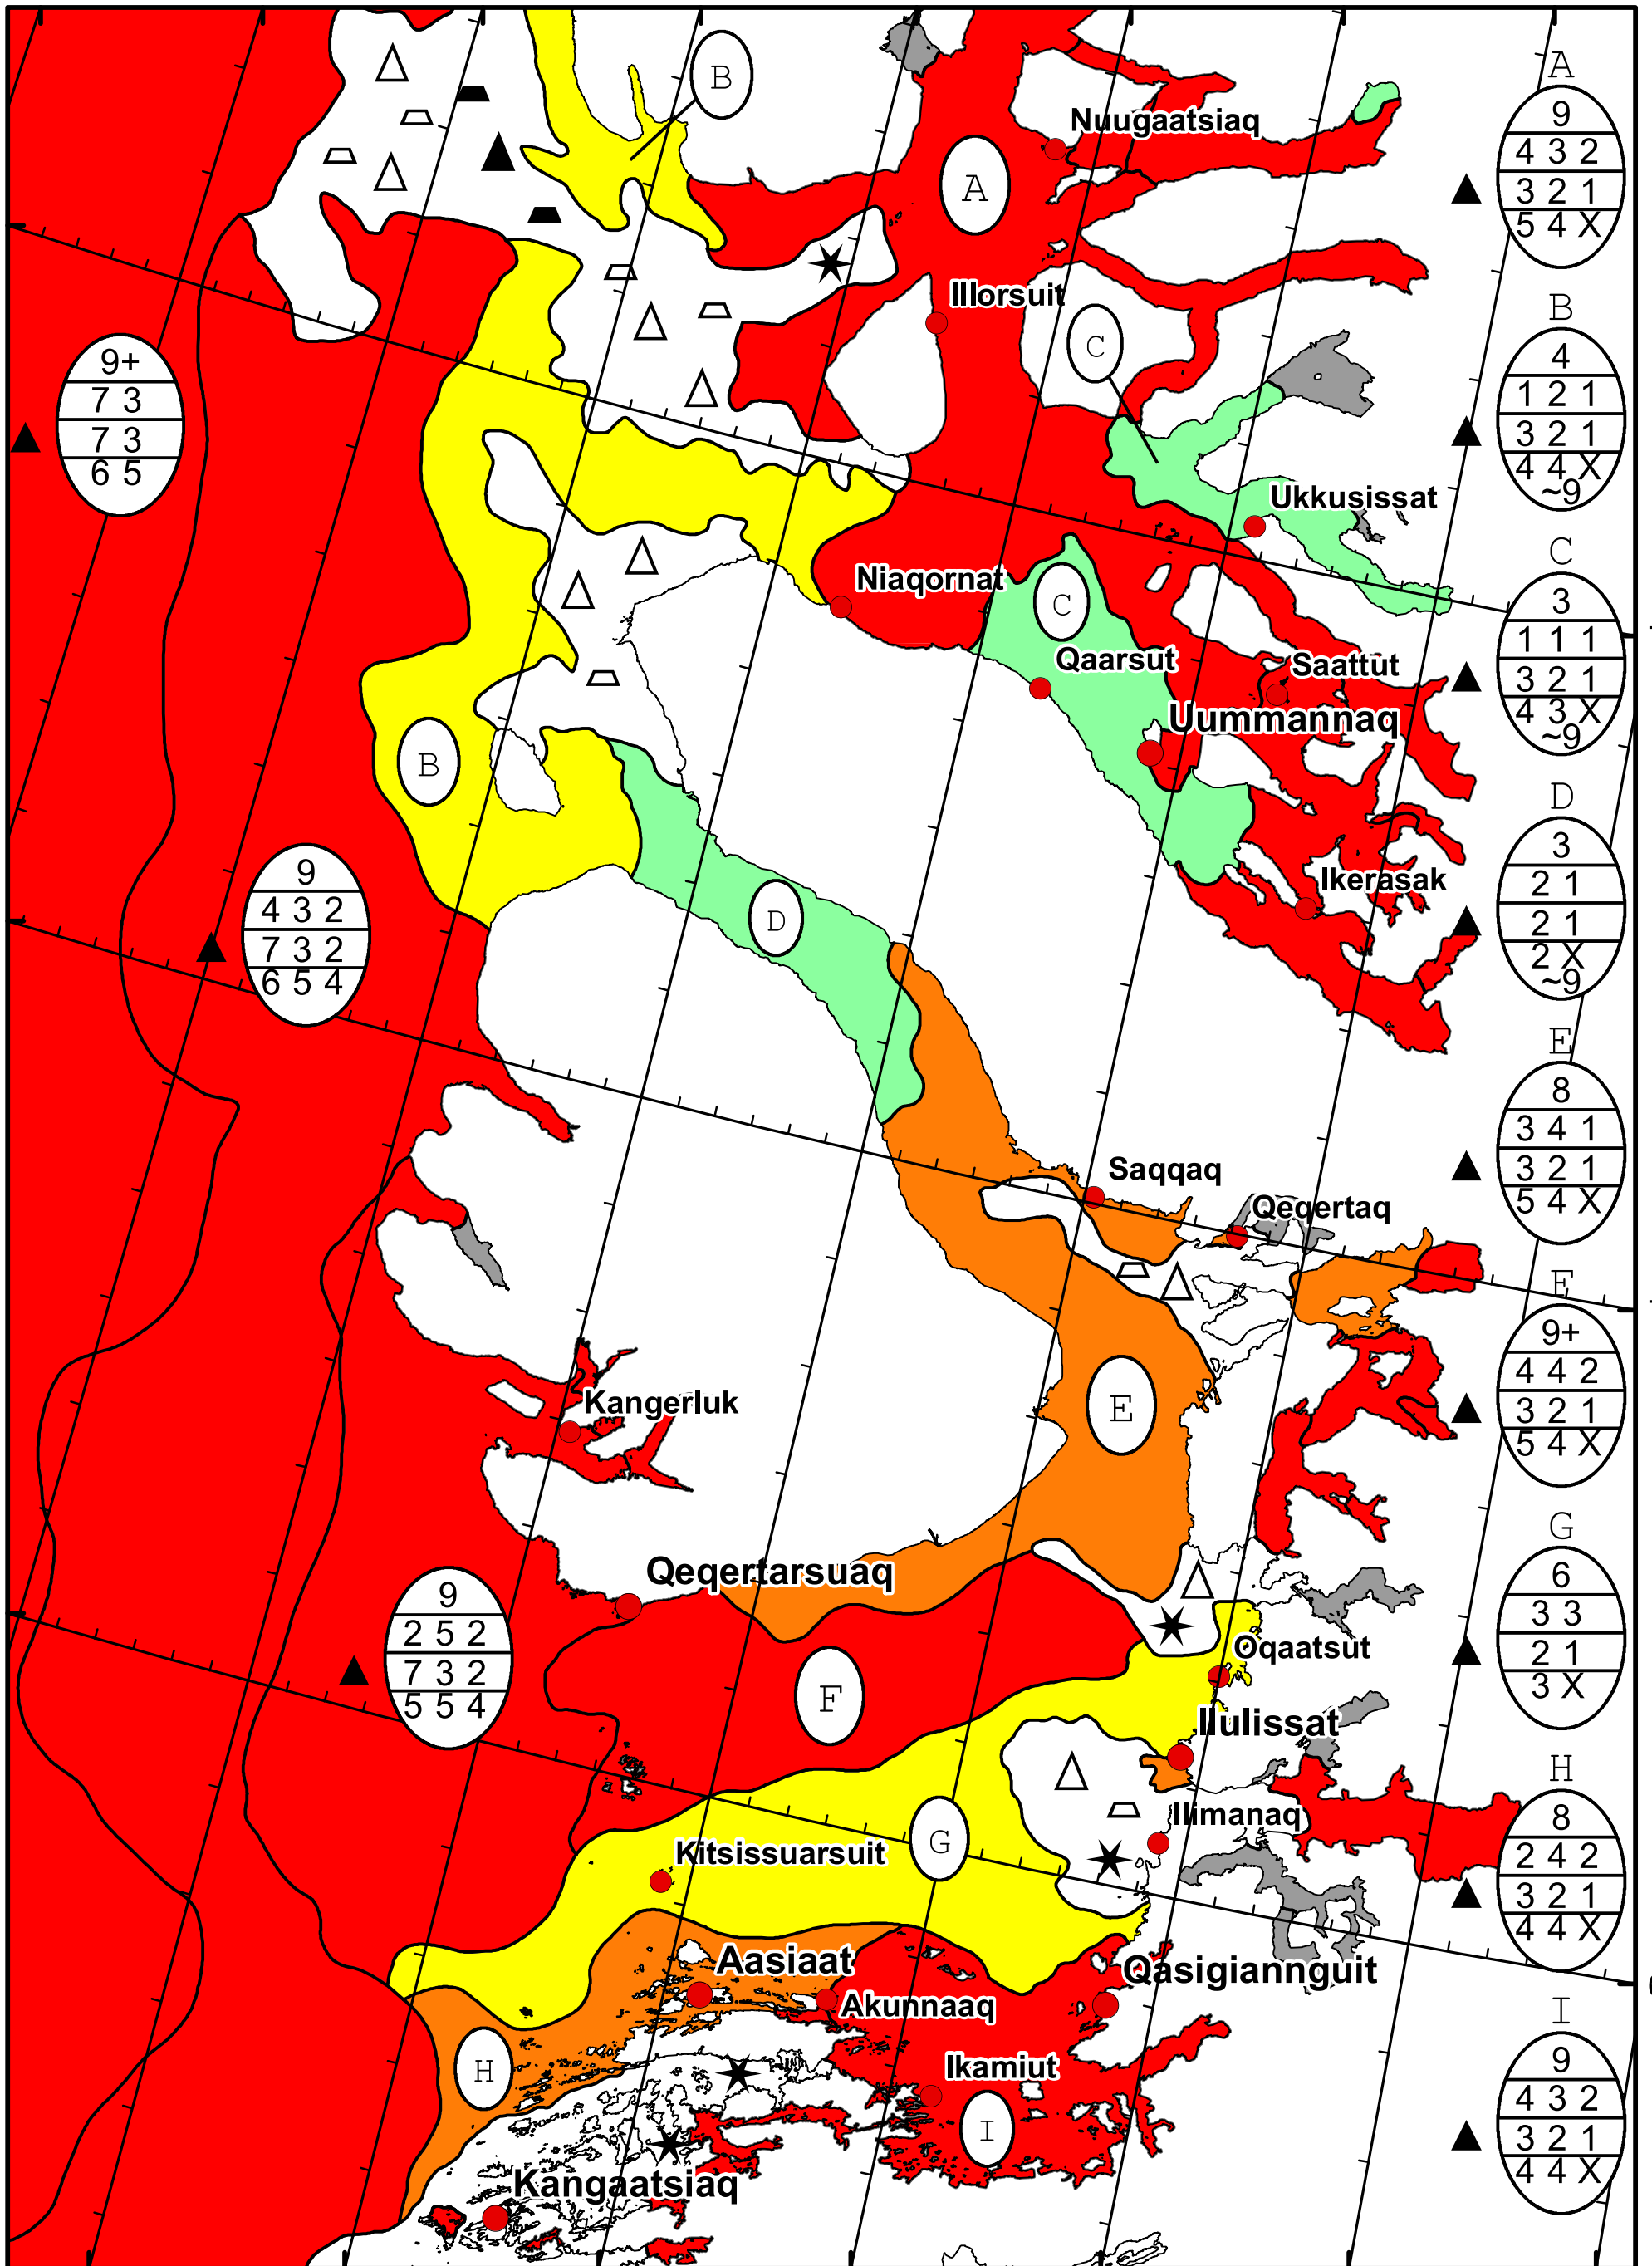 A
9
4 3 2
3 2 1
5 4 X
B
4
1 2 1
3 2 1
4 4 X
~9
C
3
1 1 1
3 2 1
4 3 X
~9
D
3
2 1
2 1
2 X
~9
E
8
3 4 1
3 2 1
5 4 X
F
9+
4 4 2
3 2 1
5 4 X
G
6
3 3
2 1
3 X
H
8
2 4 2
3 2 1
4 4 X
I
9
4 3 2
3 2 1
4 4 X
9+
7 3
7 3
6 5
9
4 3 2
7 3 2
6 5 4
9
2 5 2
7 3 2
5 5 4
B
Nuugaatsiaq
A
Illorsuit
C
Ukkusissat
Niaqornat
C
Qaarsut
Saattut
Uummannaq
B
Ikerasak
D
Saqqaq
Qeqertaq
Kangerluk
E
Qeqertarsuaq
Oqaatsut
F
Ilulissat
Ilimanaq
G
Kitsissuarsuit
Aasiaat
Qasigiannguit
Akunnaaq
Ikamiut
H
I
Kangaatsiaq